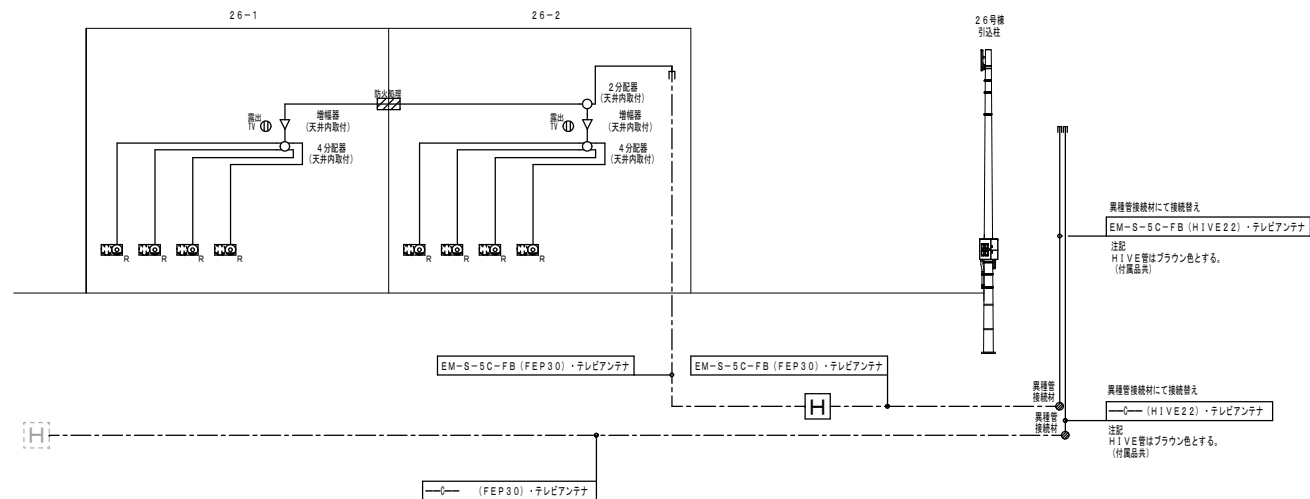 26-1
26-2
26号棟
引込柱
防火処理
2分配器
(天井内取付)
露出
TV
増幅器
(天井内取付)
4分配器
(天井内取付)
露出
TV
増幅器
(天井内取付)
4分配器
(天井内取付)
R
R
R
R
R
R
R
R
異種管接続材にて接続替え
EM-S-5C-FB(HIVE22)・テレビアンテナ
注記
HIVE管はブラウン色とする。
(付属品共)
EM-S-5C-FB(FEP30)・テレビアンテナ
EM-S-5C-FB(FEP30)・テレビアンテナ
H
異種管
接続材
異種管接続材にて接続替え
C (HIVE22)・テレビアンテナ
異種管
接続材
注記
HIVE管はブラウン色とする。
(付属品共)
H
C (FEP30)・テレビアンテナ